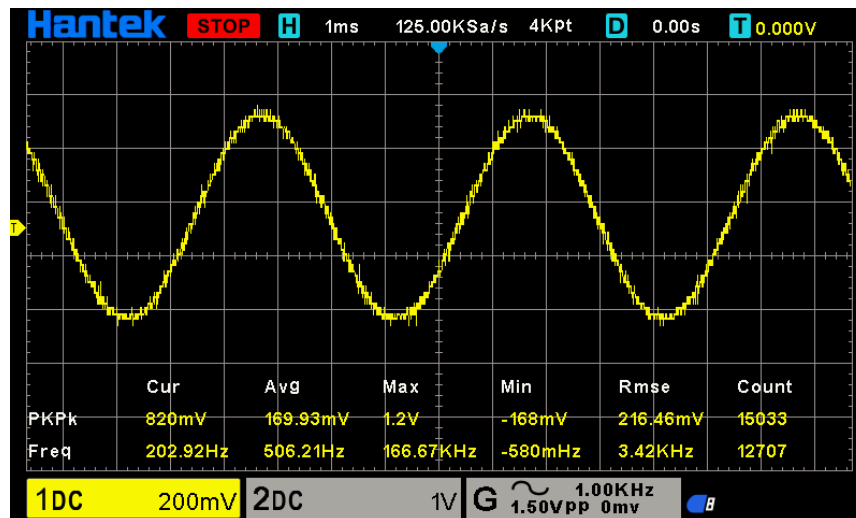 Hantek STOP H 1ms 125.00KSa/s 4Kpt D 0.00s T 0.000V
T
Cur Avg Max Min Rmse Count
PKPk 820mV 169.93mV 1.2V -168mV 216.46mV 15033
Freq 202.92Hz 506.21Hz 166.67KHz -580mHz 3.42KHz 12707
1DC 200mV 2DC 1V G 1.00KHz
1.50Vpp 0mv